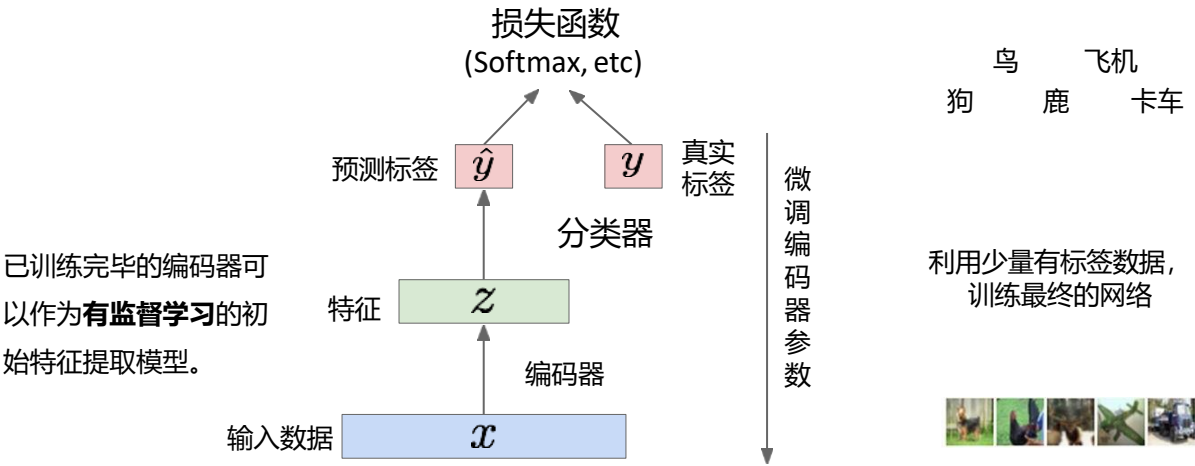 损失函数
(Softmax, etc)
鸟 飞机
狗 鹿 卡车
预测标签
ŷ
y
真实
标签
分类器
微调编码器参数
已训练完毕的编码器可
以作为有监督学习的初
始特征提取模型。
特征
z
利用少量有标签数据，
训练最终的网络
编码器
输入数据
x